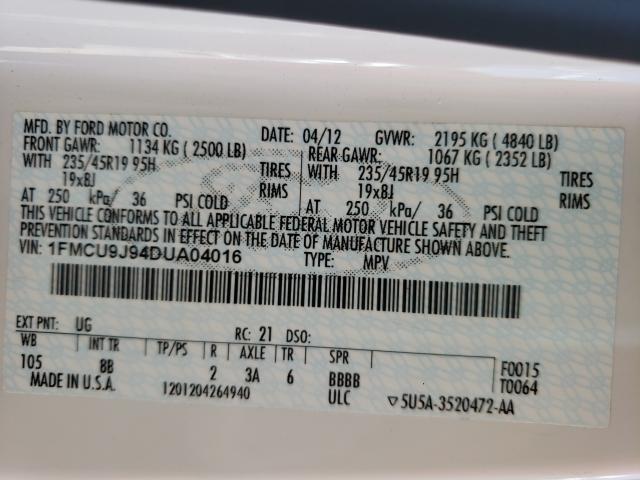 MFD. BY FORD MOTOR CO.
DATE: 04/12 GVWR: 2195 KG ( 4840 LB)
FRONT GAWR: 1134 KG ( 2500 LB) REAR GAWR: 1067 KG ( 2352 LB)
WITH 235/45R19 95H TIRES WITH 235/45R19 95H TIRES
19x8J RIMS 19x8J RIMS
AT 250 kPa/ 36 PSI COLD AT 250 kPa/ 36 PSI COLD
THIS VEHICLE CONFORMS TO ALL APPLICABLE FEDERAL MOTOR VEHICLE SAFETY AND THEFT
PREVENTION STANDARDS IN EFFECT ON THE DATE OF MANUFACTURE SHOWN ABOVE.
VIN: 1FMCU9J94DUA04016 TYPE: MPV
EXT PNT: UG RC: 21 DSO:
WB INT TR TP/PS R AXLE TR SPR F0015
105 8B 2 3A 6 BBBB T0064
MADE IN U.S.A. 1201204264940 ULC ▽5U5A-3520472-AA